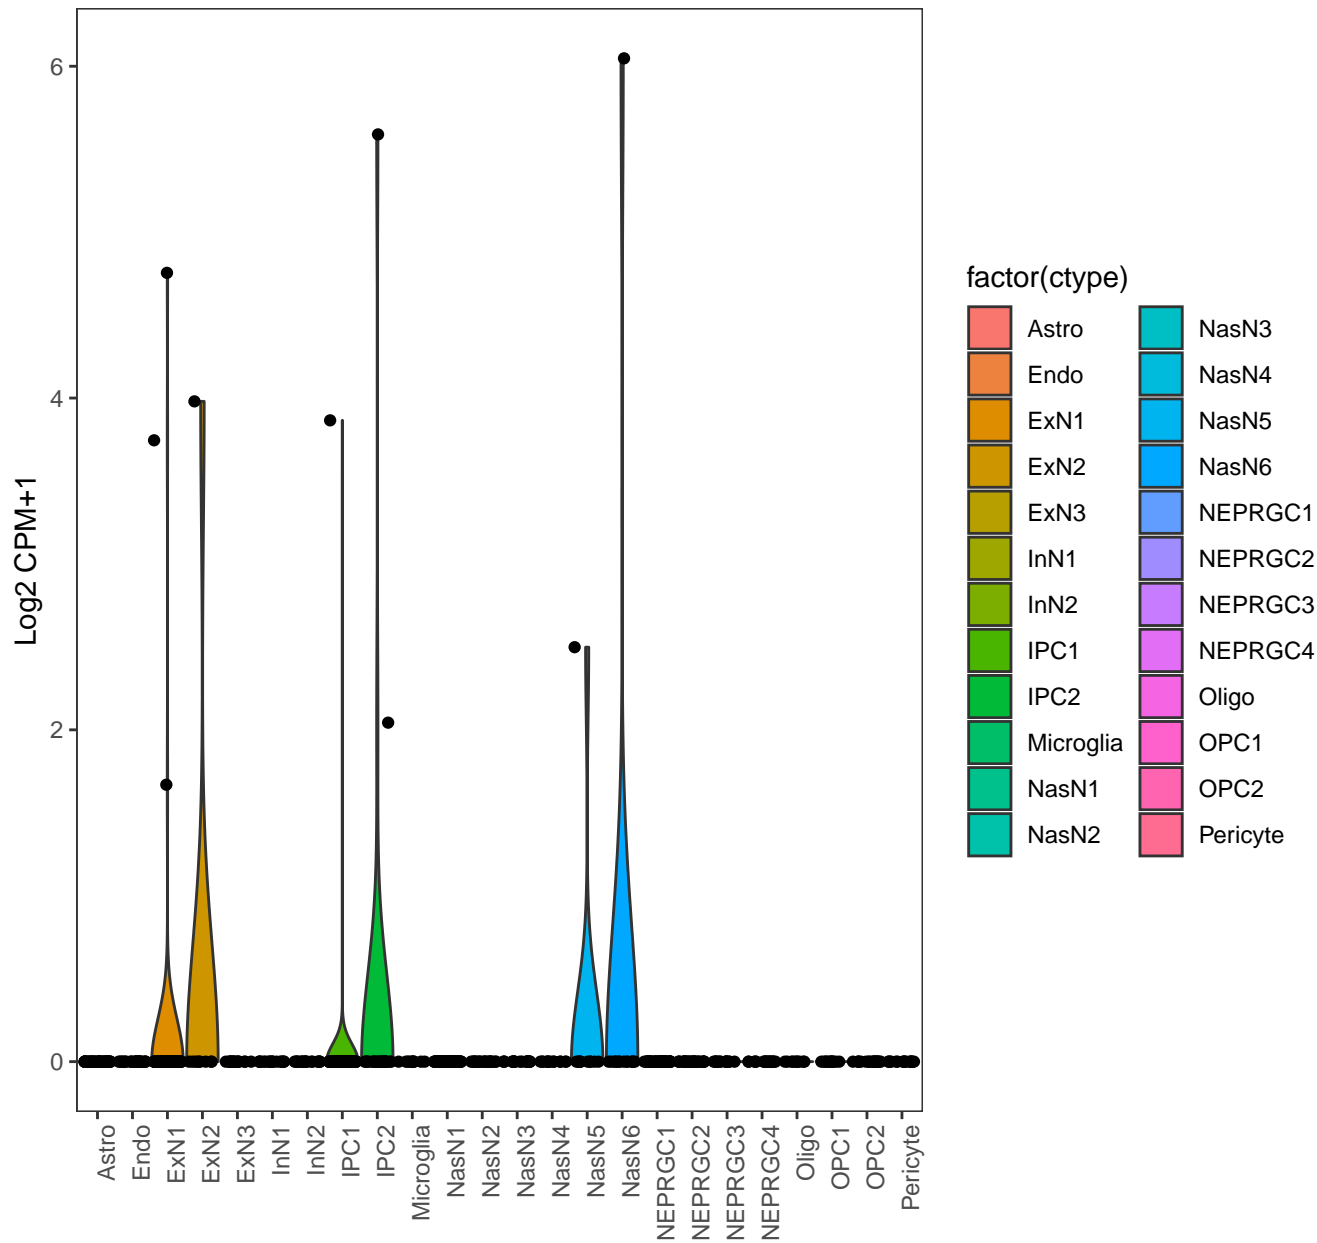 6
4
2
0
Log2 CPM+1
Astro
Endo
ExN1
ExN2
ExN3
InN1
InN2
IPC1
IPC2
Microglia
NasN1
NasN2
NasN3
NasN4
NasN5
NasN6
NEPRGC1
NEPRGC2
NEPRGC3
NEPRGC4
Oligo
OPC1
OPC2
Pericyte
factor(ctype)
Astro
Endo
ExN1
ExN2
ExN3
InN1
InN2
IPC1
IPC2
Microglia
NasN1
NasN2
NasN3
NasN4
NasN5
NasN6
NEPRGC1
NEPRGC2
NEPRGC3
NEPRGC4
Oligo
OPC1
OPC2
Pericyte